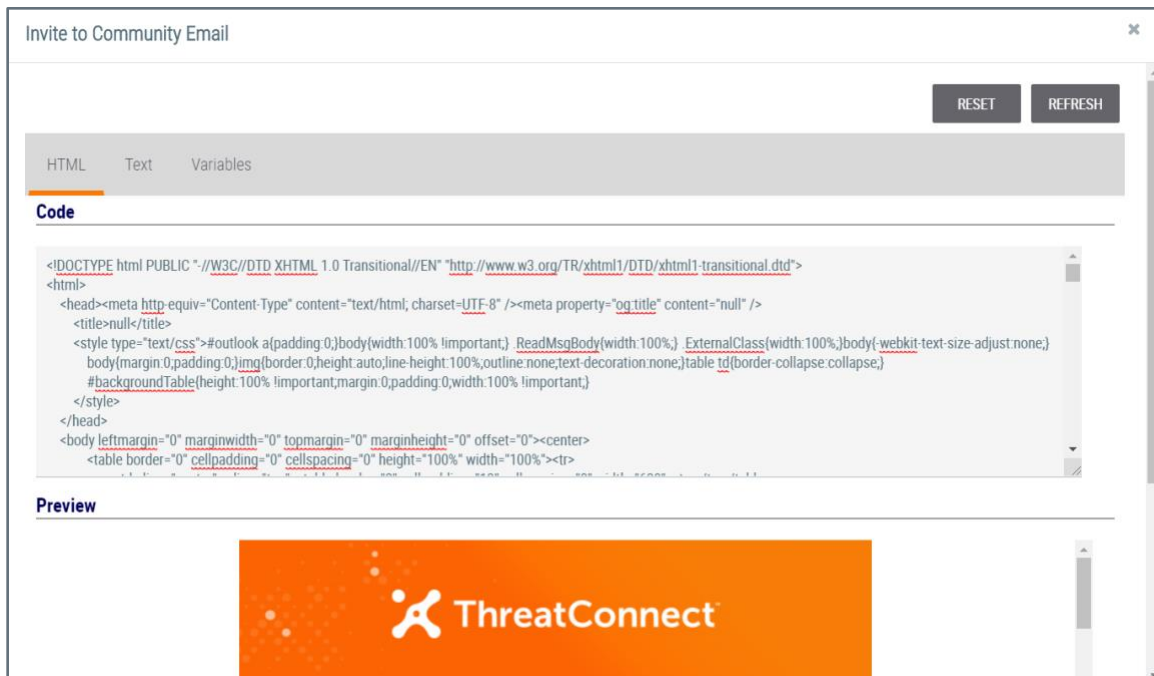 Invite to Community Email
×
RESET REFRESH
HTML Text Variables
Code
<!DOCTYPE html PUBLIC "-//W3C//DTD XHTML 1.0 Transitional//EN" "http://www.w3.org/TR/xhtml1/DTD/xhtml1-transitional.dtd">
<html>
<head><meta http-equiv="Content-Type" content="text/html; charset=UTF-8" /><meta property="og:title" content="null" />
<title>null</title>
<style type="text/css">#outlook a{padding:0;}body{width:100% !important;} .ReadMsgBody{width:100%;} .ExternalClass{width:100%;}body{-webkit-text-size-adjust:none;}
body{margin:0;padding:0;}img{border:0;height:auto;line-height:100%;outline:none;text-decoration:none;}table td{border-collapse:collapse;}
#backgroundTable{height:100% !important;margin:0;padding:0;width:100% !important;}
</style>
</head>
<body leftmargin="0" marginwidth="0" topmargin="0" marginheight="0" offset="0"><center>
<table border="0" cellpadding="0" cellspacing="0" height="100%" width="100%"><tr>
Preview
ThreatConnect